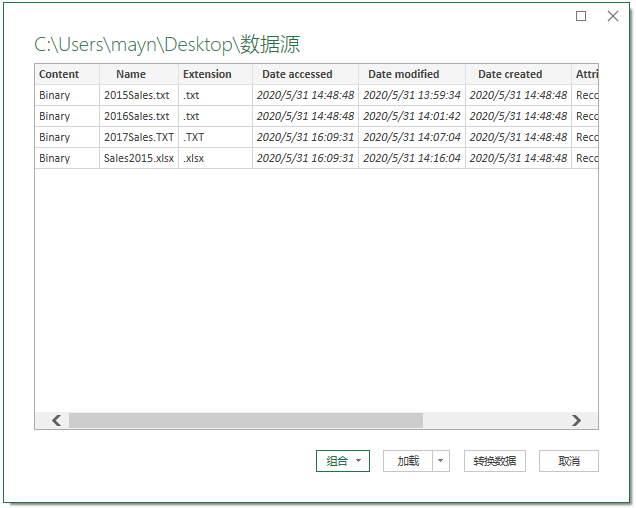 C:\Users\mayn\Desktop\数据源
Content Name Extension Date accessed Date modified Date created Attri
Binary 2015Sales.txt .txt 2020/5/31 14:48:48 2020/5/31 13:59:34 2020/5/31 14:48:48 Reco
Binary 2016Sales.txt .txt 2020/5/31 14:48:48 2020/5/31 14:01:42 2020/5/31 14:48:48 Reco
Binary 2017Sales.TXT .TXT 2020/5/31 16:09:31 2020/5/31 14:07:04 2020/5/31 14:48:48 Reco
Binary Sales2015.xlsx .xlsx 2020/5/31 16:09:31 2020/5/31 14:16:04 2020/5/31 14:48:48 Reco
组合 加载 转换数据 取消